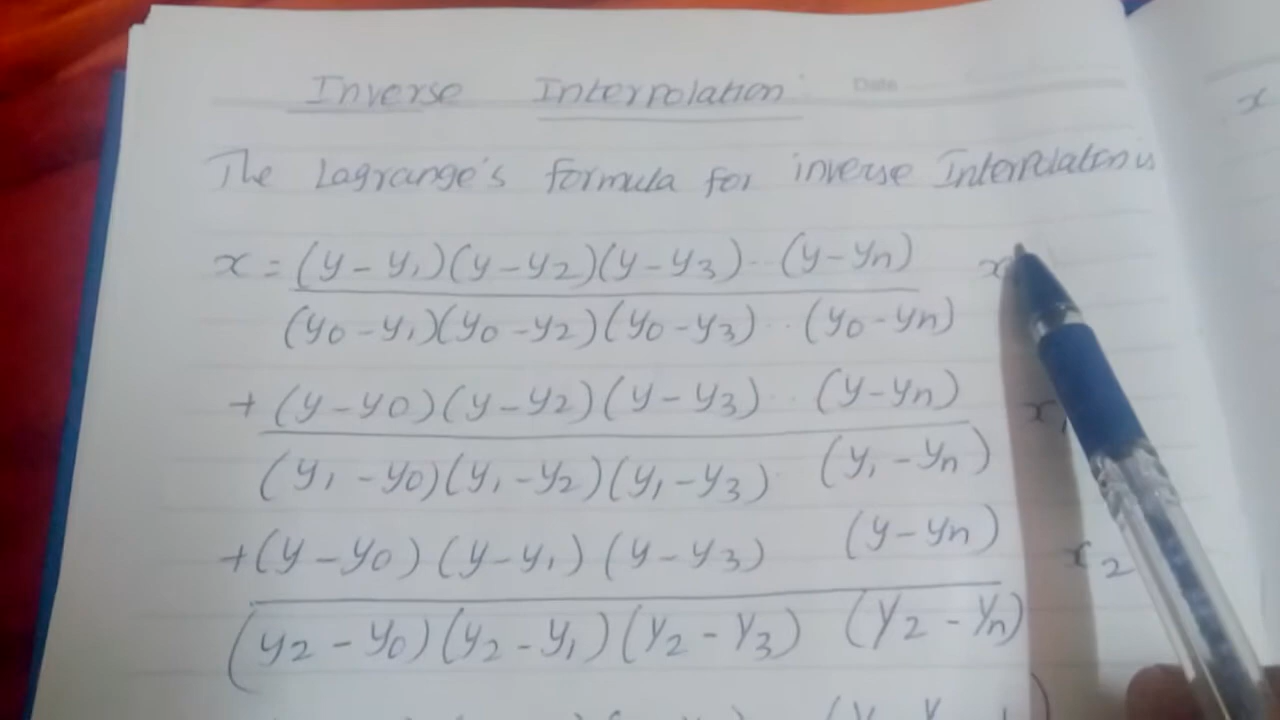 Inverse Interpolation Date
The Lagrange's formula for inverse Interpolation is
x = (y-y₁)(y-y₂)(y-y₃)..(y-yn) x
(y0-y₁)(y0-y₂)(y0-y₃)..(y0-yn)
+(y-y0)(y-y₂)(y-y₃)..(y-yn) x₁
(y₁-y0)(y₁-y₂)(y₁-y₃). (y₁-yn)
+(y-y0)(y-y₁)(y-y₃) (y-yn) x₂
(y₂-y0)(y₂-y₁)(y₂-y₃) (y₂-yn)
x